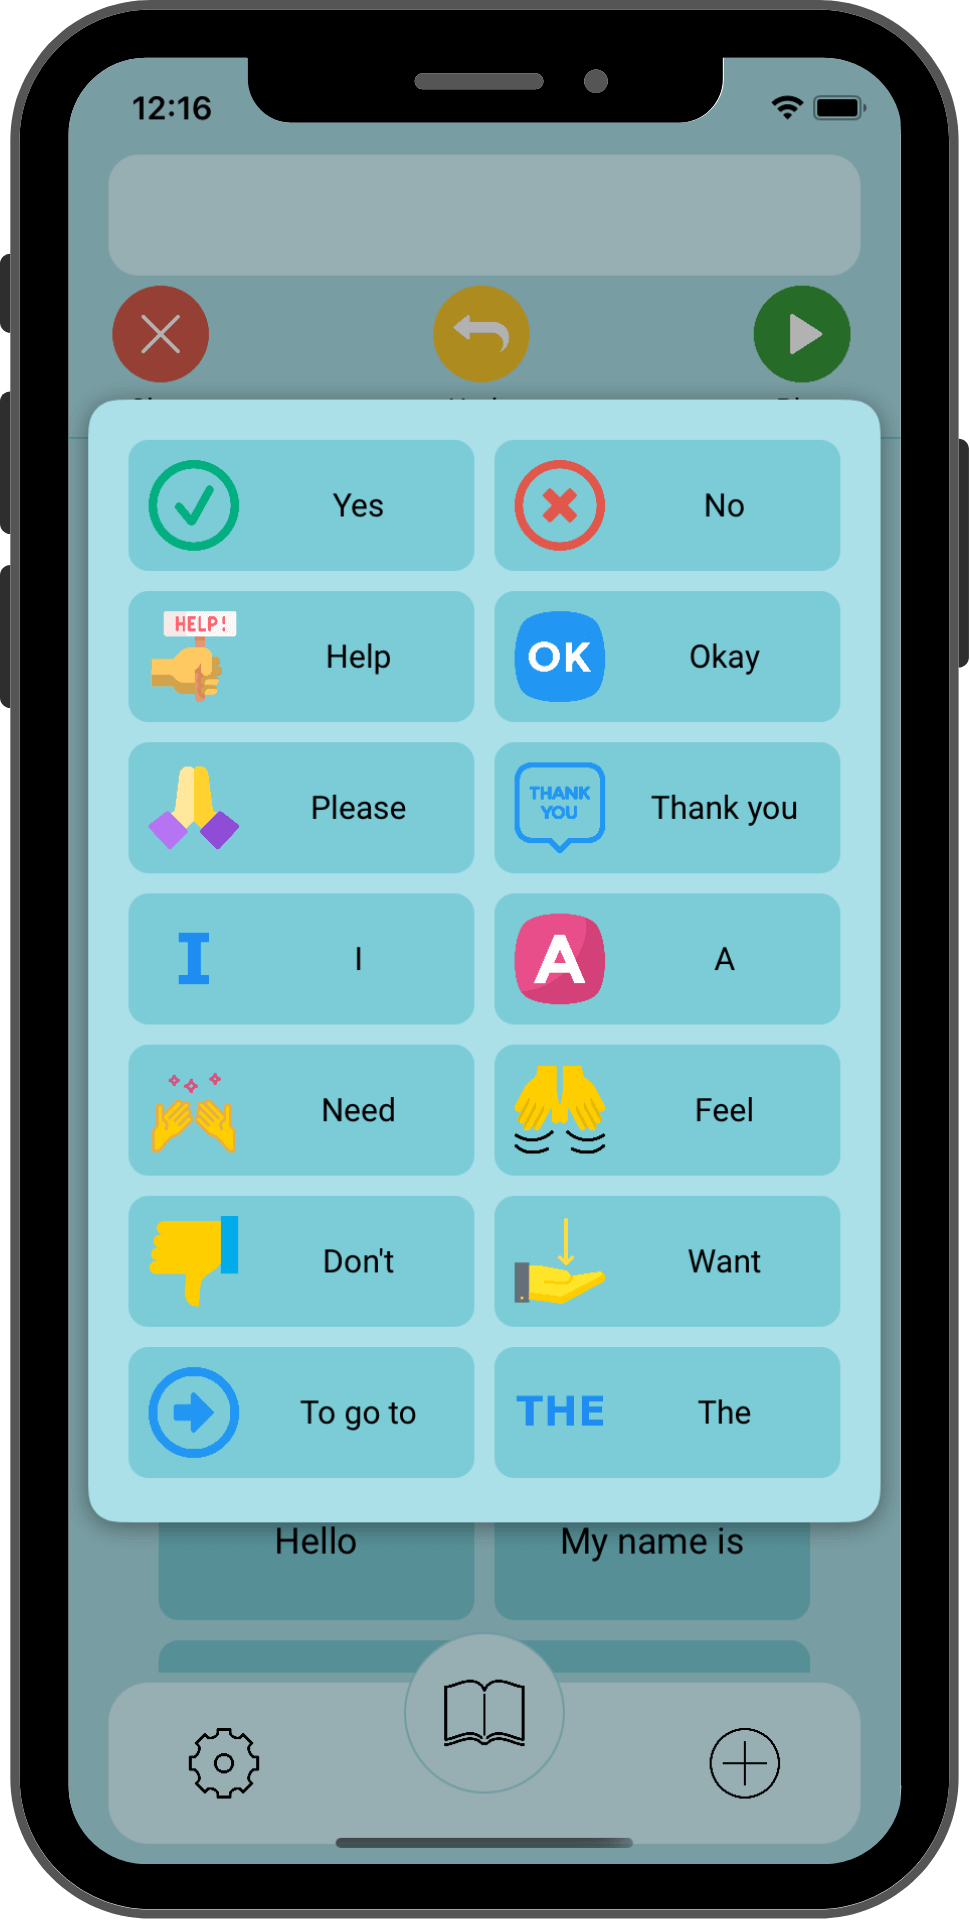 12:16
Yes
No
HELP!
Help
OK
Okay
Please
THANK
YOU
Thank you
I
I
A
A
Need
Feel
Don't
Want
To go to
THE
The
Hello
My name is